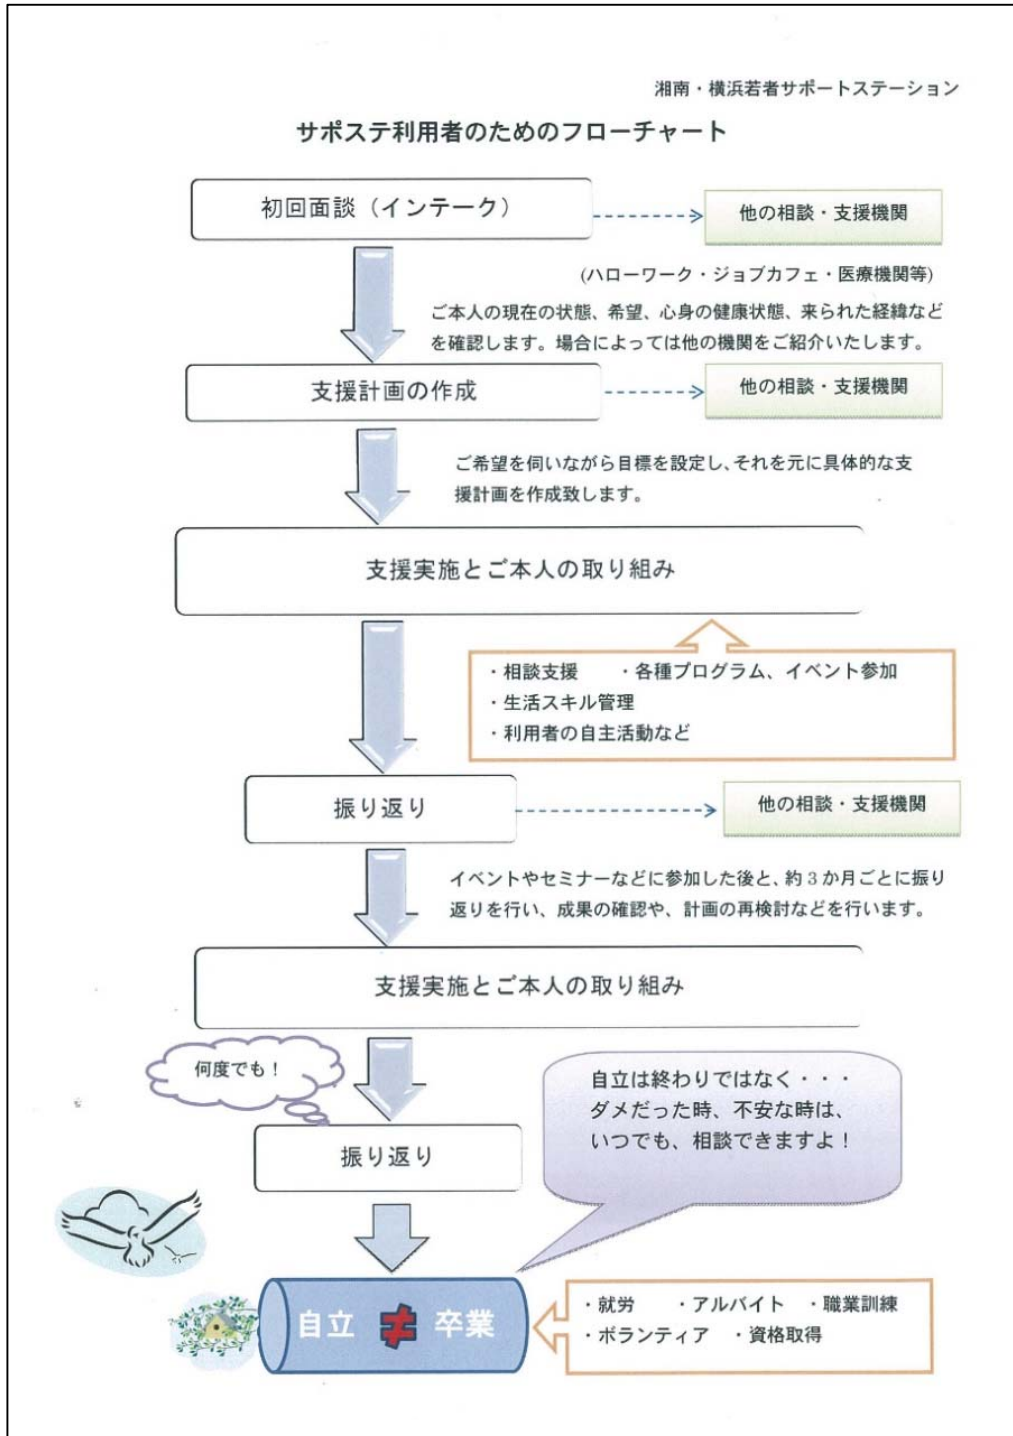 湘南・横浜若者サポートステーション
サポステ利用者のためのフローチャート
初回面談（インテーク）
他の相談・支援機関
(ハローワーク・ジョブカフェ・医療機関等)
ご本人の現在の状態、希望、心身の健康状態、来られた経緯など
を確認します。場合によっては他の機関をご紹介いたします。
支援計画の作成
他の相談・支援機関
ご希望を伺いながら目標を設定し、それを元に具体的な支
援計画を作成致します。
支援実施とご本人の取り組み
・相談支援　・各種プログラム、イベント参加
・生活スキル管理
・利用者の自主活動など
振り返り
他の相談・支援機関
イベントやセミナーなどに参加した後と、約３か月ごとに振り
返りを行い、成果の確認や、計画の再検討などを行います。
支援実施とご本人の取り組み
何度でも！
自立は終わりではなく・・・
ダメだった時、不安な時は、
いつでも、相談できますよ！
振り返り
自立 ≠ 卒業
・就労　・アルバイト　・職業訓練
・ボランティア　・資格取得